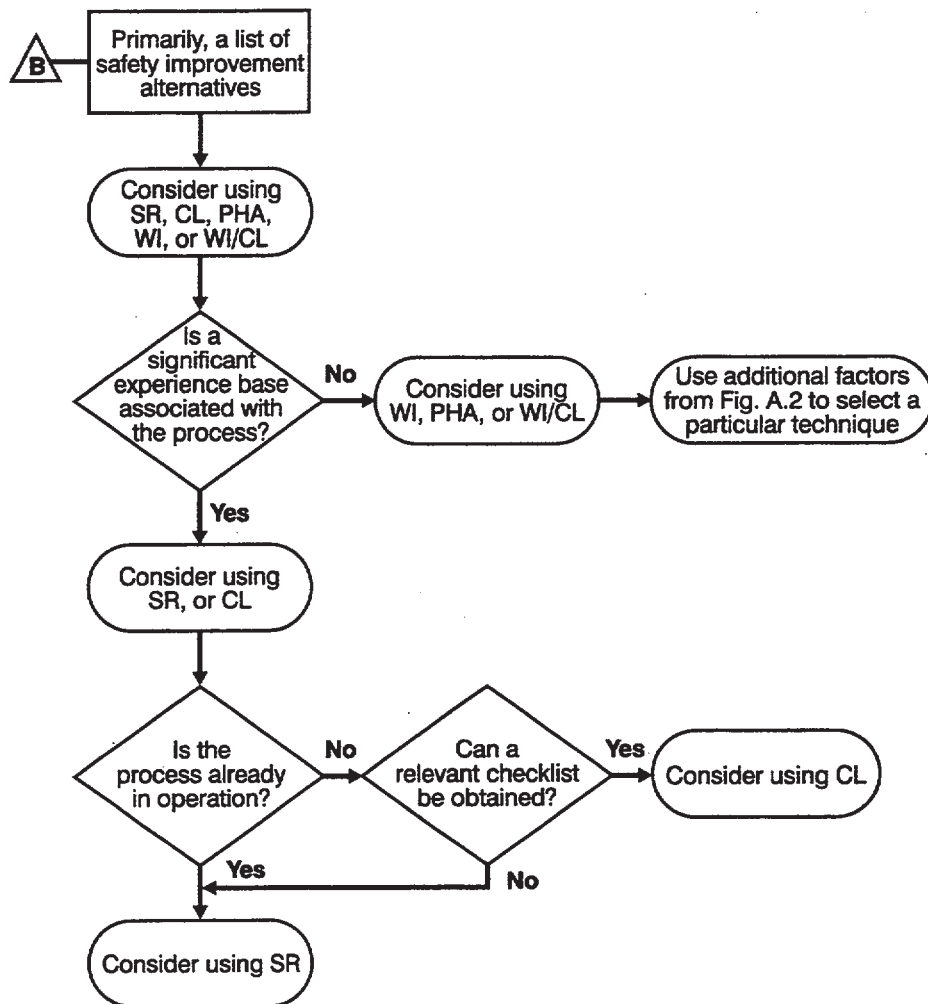 B
Primarily, a list of
safety improvement
alternatives
Consider using
SR, CL, PHA,
WI, or WI/CL
Is a
significant
experience base
associated with
the process?
No
Consider using
WI, PHA, or WI/CL
Use additional factors
from Fig. A.2 to select a
particular technique
Yes
Consider using
SR, or CL
Is the
process already
in operation?
No
Can a
relevant checklist
be obtained?
Yes
Consider using CL
Yes
No
Consider using SR